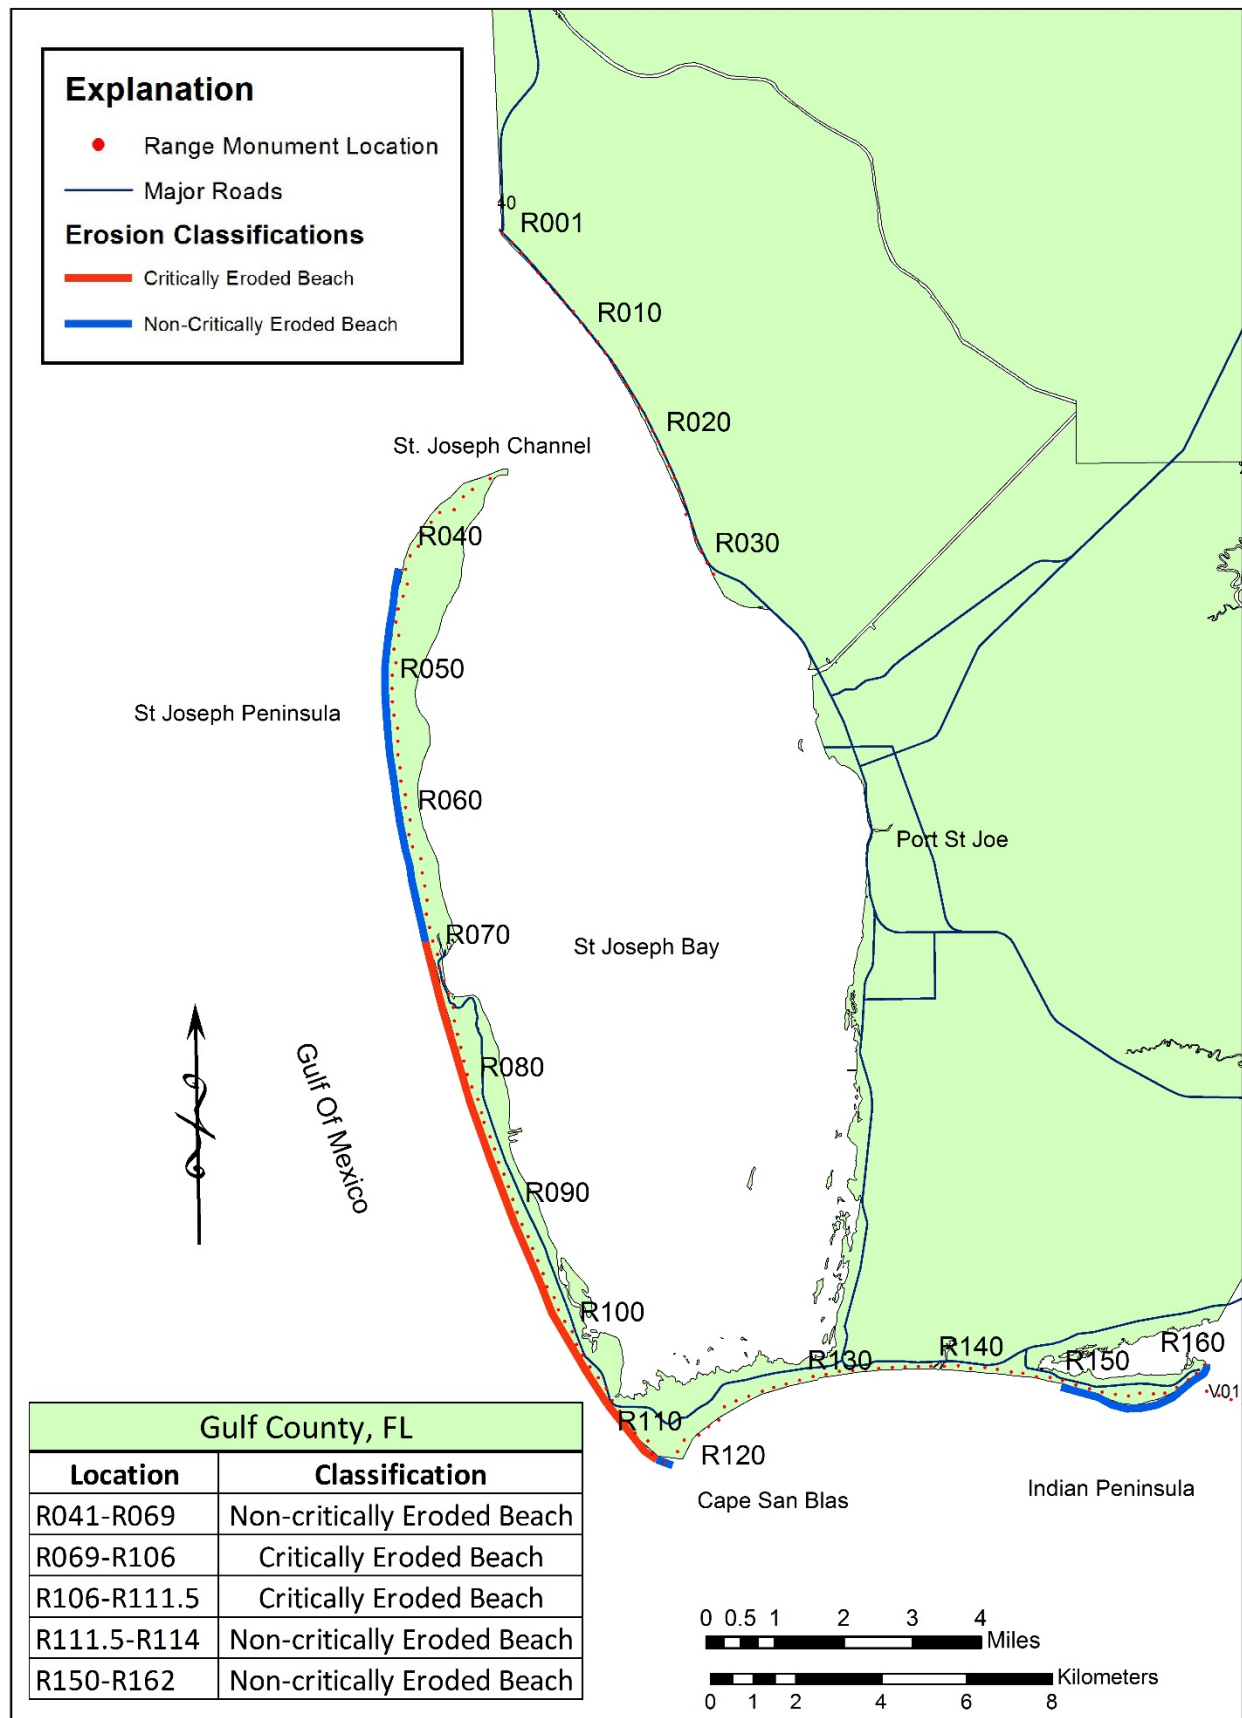 Explanation
Range Monument Location
Major Roads
Erosion Classifications
Critically Eroded Beach
Non-Critically Eroded Beach
40
R001
R010
R020
St. Joseph Channel
R040
R030
R050
St Joseph Peninsula
R060
Port St Joe
R070
St Joseph Bay
Gulf Of Mexico
R080
R090
R100
R130
R140
R150
R160
V01
R110
R120
Cape San Blas
Indian Peninsula
Gulf County, FL
Location Classification
R041-R069 Non-critically Eroded Beach
R069-R106 Critically Eroded Beach
R106-R111.5 Critically Eroded Beach
R111.5-R114 Non-critically Eroded Beach
R150-R162 Non-critically Eroded Beach
0 0.5 1 2 3 4
Miles
Kilometers
0 1 2 4 6 8